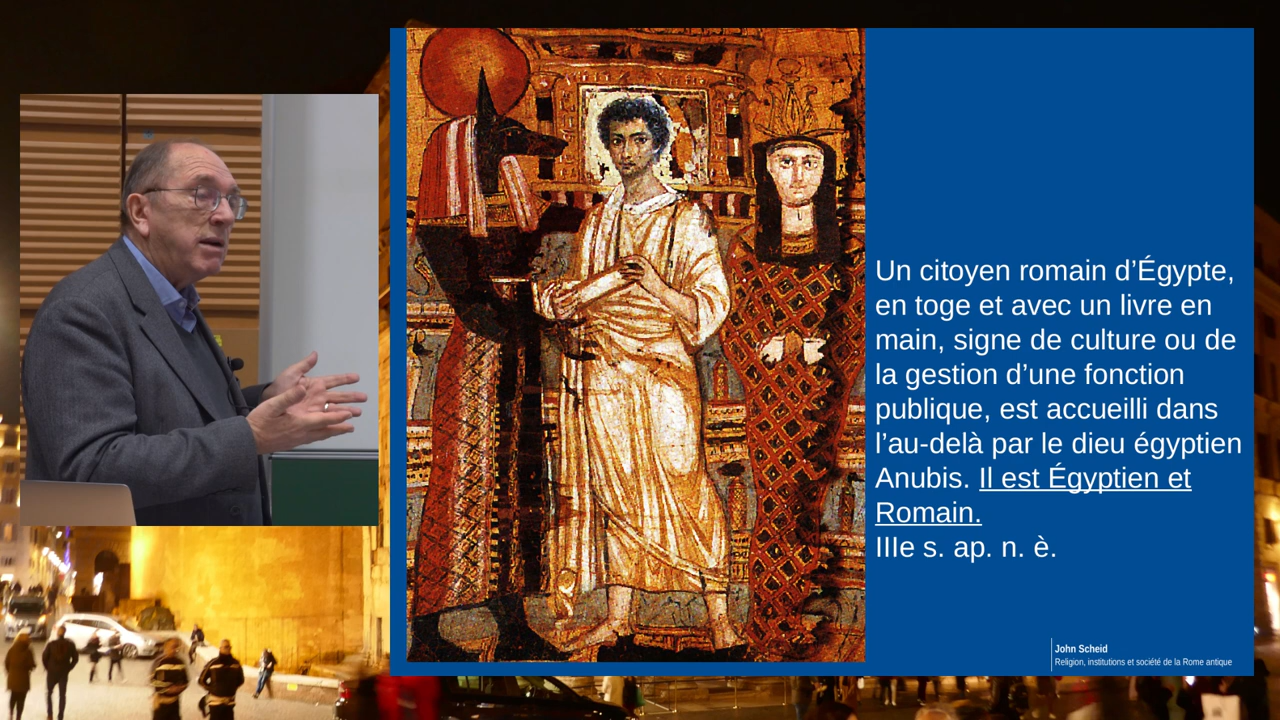 Un citoyen romain d’Égypte,
en toge et avec un livre en
main, signe de culture ou de
la gestion d’une fonction
publique, est accueilli dans
l’au-delà par le dieu égyptien
Anubis. Il est Égyptien et
Romain.
IIIe s. ap. n. è.
John Scheid
Religion, institutions et société de la Rome antique